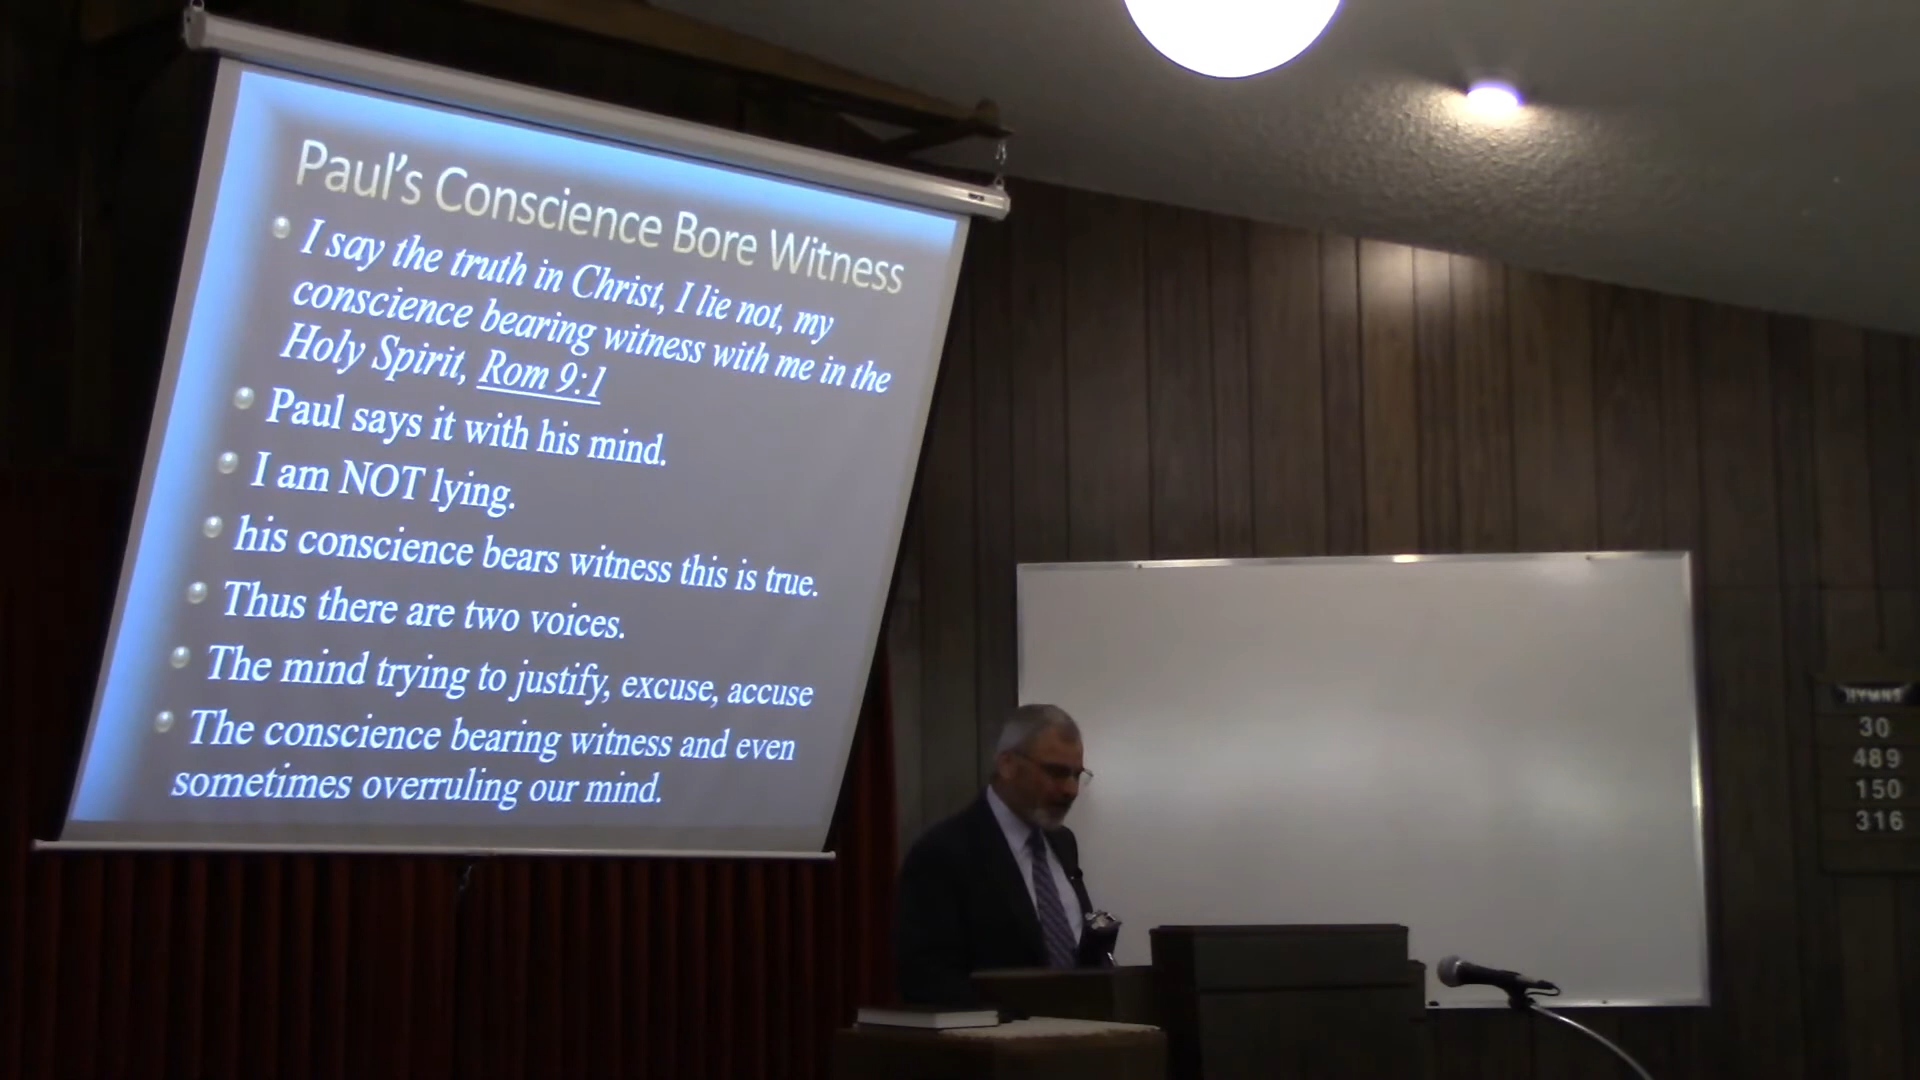 Paul's Conscience Bore Witness
I say the truth in Christ, I lie not, my
conscience bearing witness with me in the
Holy Spirit, Rom 9:1
Paul says it with his mind.
I am NOT lying.
his conscience bears witness this is true.
Thus there are two voices.
The mind trying to justify, excuse, accuse
The conscience bearing witness and even
sometimes overruling our mind.
HYMNS
30
489
150
316